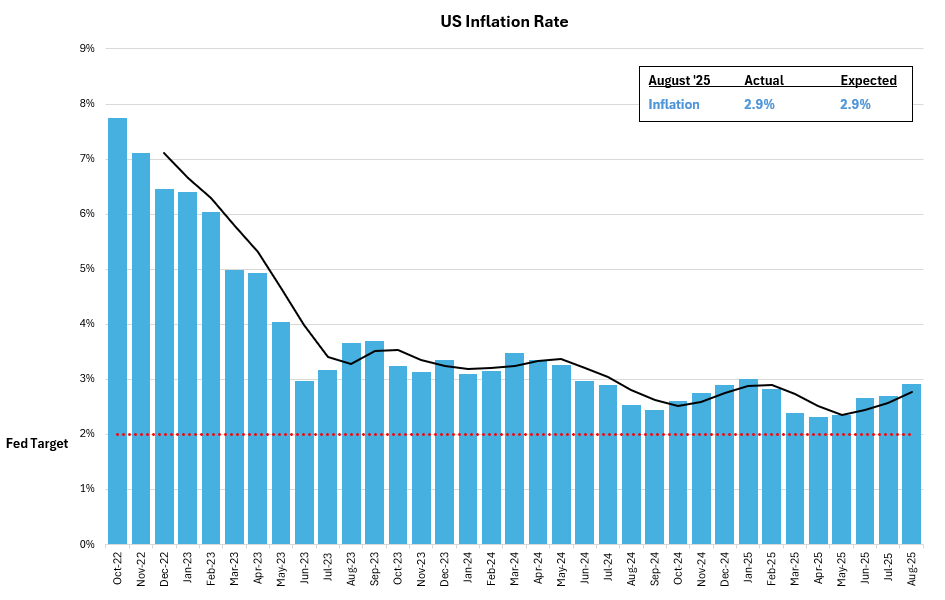 US Inflation Rate
9%
August '25 Actual Expected
Inflation 2.9% 2.9%
8%
7%
6%
5%
4%
3%
2%
Fed Target
1%
0%
Oct-22 Nov-22 Dec-22 Jan-23 Feb-23 Mar-23 Apr-23 May-23 Jun-23 Jul-23 Aug-23 Sep-23 Oct-23 Nov-23 Dec-23 Jan-24 Feb-24 Mar-24 Apr-24 May-24 Jun-24 Jul-24 Aug-24 Sep-24 Oct-24 Nov-24 Dec-24 Jan-25 Feb-25 Mar-25 Apr-25 May-25 Jun-25 Jul-25 Aug-25